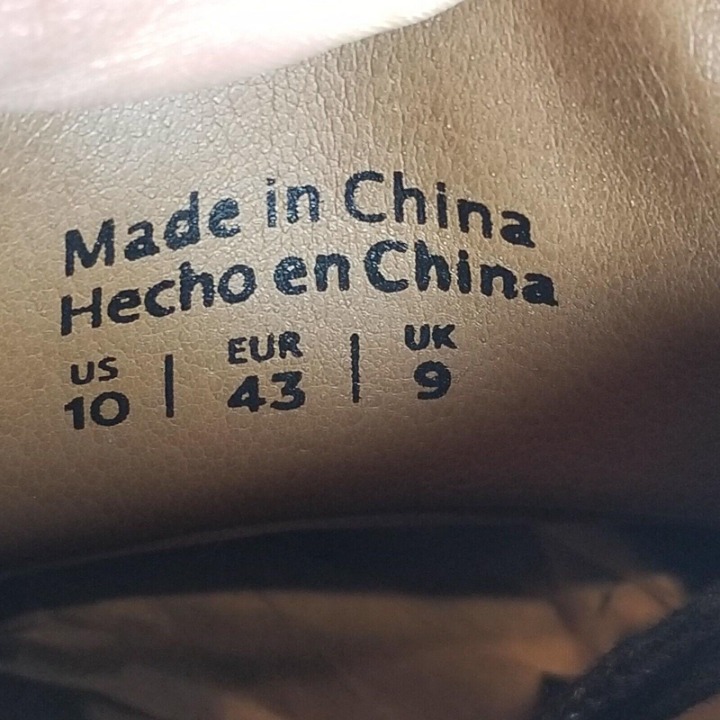 Made in China
Hecho en China
US | EUR | UK
10 | 43 | 9